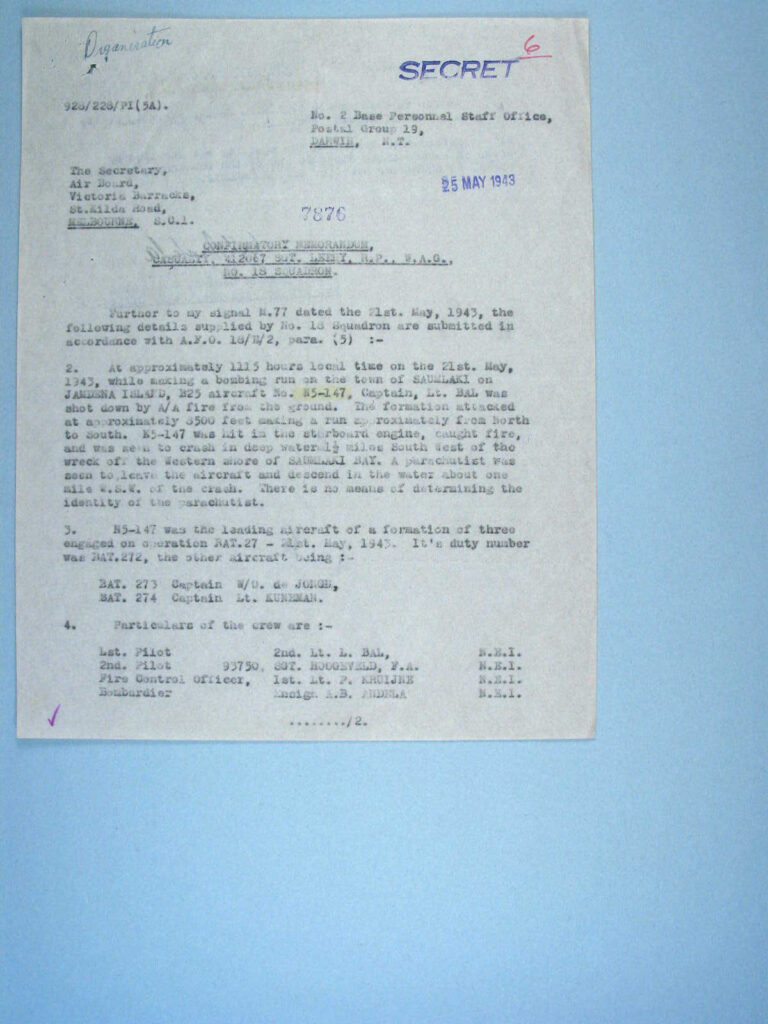 Organisation
SECRET 6
928/228/PI(5A).
No. 2 Base Personnel Staff Office,
Postal Group 19,
DARWIN, N.T.
The Secretary,
Air Board,
Victoria Barracks,
St.Kilda Road,
MELBOURNE, S.C.1.
25 MAY 1943
7876
CONFIRMATORY MEMORANDUM,
CASUALTY, 412067 SGT. R.P., W.A.G.,
NO. 18 SQUADRON.
Further to my signal M.77 dated the 21st. May, 1943, the
following details supplied by No. 18 Squadron are submitted in
accordance with A.F.O. 18/H/2, para. (5) :-
2. At approximately 1115 hours local time on the 21st. May,
1943, while making a bombing run on the town of SAUMLAKI on
JAMDENA ISLAND, B25 aircraft No. N5-147, Captain, Lt. BAL was
shot down by A/A fire from the ground. The formation attacked
at approximately 8500 feet making a run approximately from North
to South. N5-147 was hit in the starboard engine, caught fire,
and was seen to crash in deep water 1½ miles South West of the
wreck off the Western shore of SAUMLAKI BAY. A parachutist was
seen to leave the aircraft and descend in the water about one
mile W.S.W. of the crash. There is no means of determining the
identity of the parachutist.
3. N5-147 was the leading aircraft of a formation of three
engaged on operation BAT.27 - 21st. May, 1943. It's duty number
was BAT.272, the other aircraft being :-
BAT. 273 Captain W/O. de JONGH,
BAT. 274 Captain Lt. KUNEMAN.
4. Particulars of the crew are :-
1st. Pilot 2nd. Lt. L. BAL, N.E.I.
2nd. Pilot 93750, SGT. HOOGEVELD, F.A. N.E.I.
Fire Control Officer, 1st. Lt. P. KRUIJNE N.E.I.
Bombardier Ensign A.B. ANDELA N.E.I.
......../2.